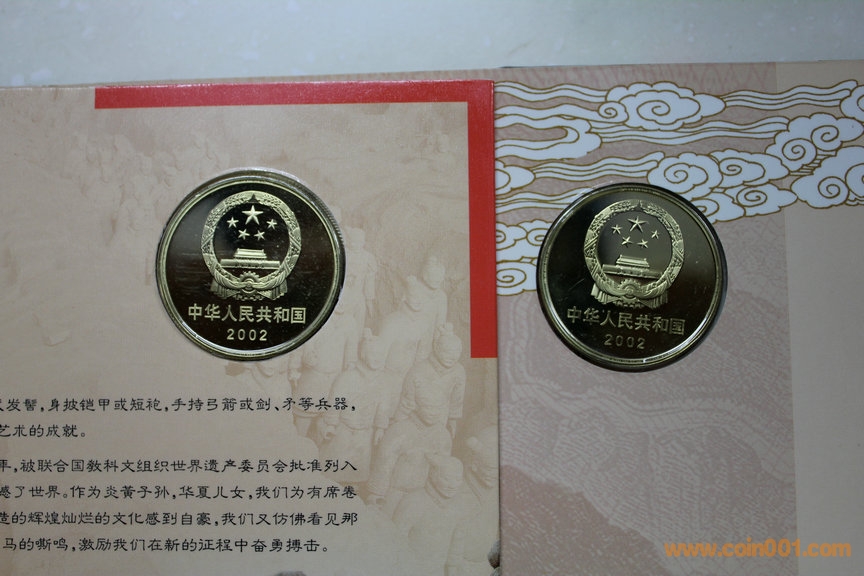 中华人民共和国
2002
中华人民共和国
2002
发髻,身披铠甲或短袍,手持弓箭或剑、矛等兵器,
艺术的成就。
年,被联合国教科文组织世界遗产委员会批准列入
感了世界。作为炎黄子孙,华夏儿女,我们为有席卷
造的辉煌灿烂的文化感到自豪,我们又仿佛看见那
马的嘶鸣,激励我们在新的征程中奋勇搏击。
www.coin001.com